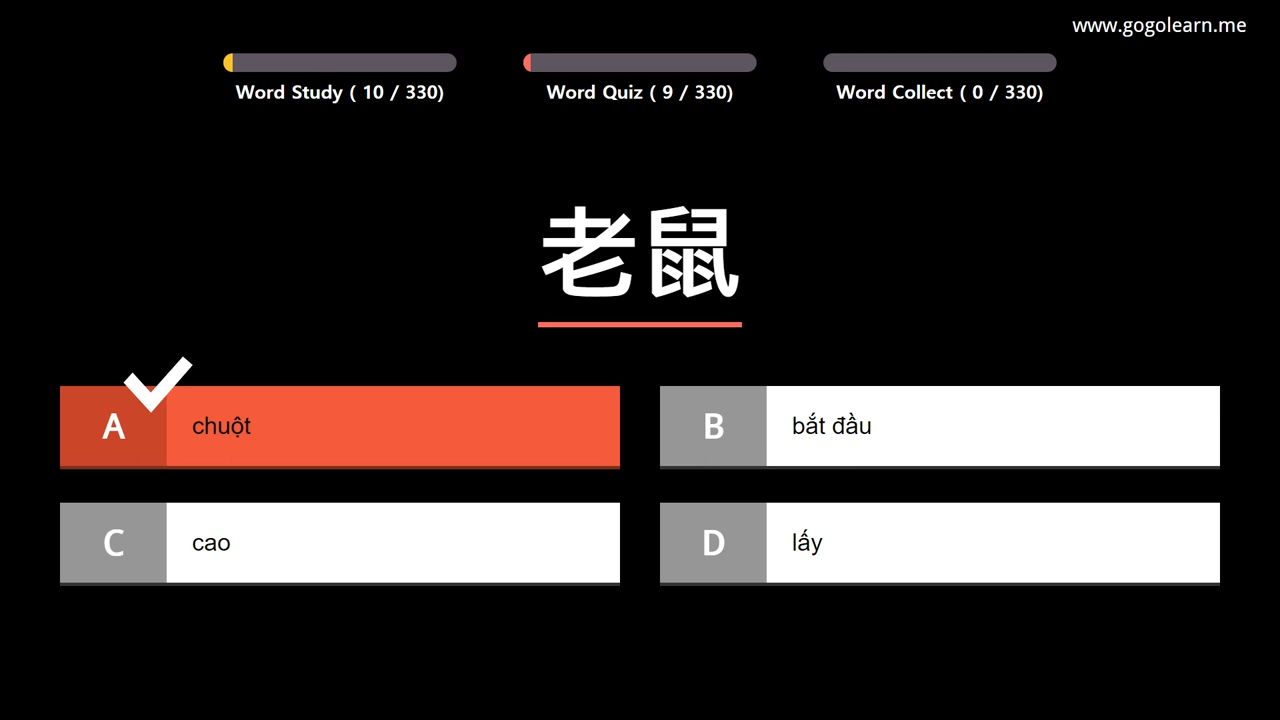 www.gogolearn.me
Word Study ( 10 / 330)
Word Quiz ( 9 / 330)
Word Collect ( 0 / 330)
老鼠
A chuột
B bắt đầu
C cao
D lấy